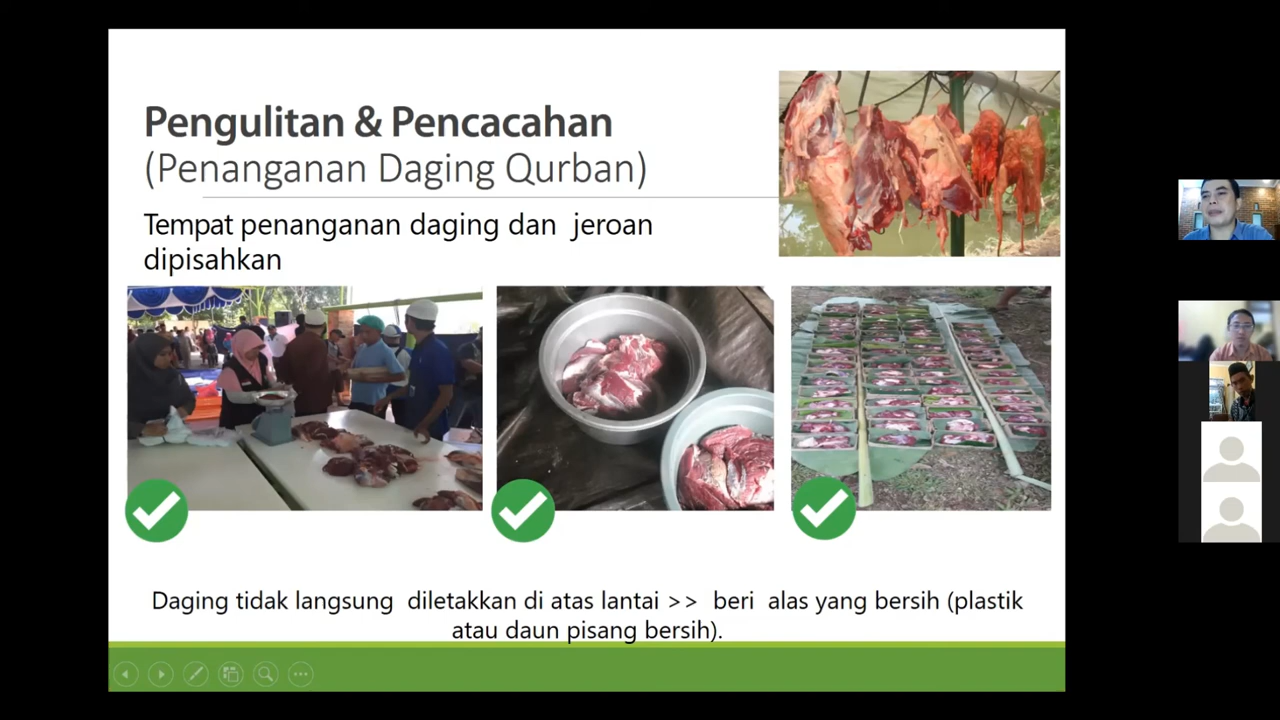 Pengulitan & Pencacahan
(Penanganan Daging Qurban)
Tempat penanganan daging dan jeroan
dipisahkan
Daging tidak langsung diletakkan di atas lantai >> beri alas yang bersih (plastik
atau daun pisang bersih).